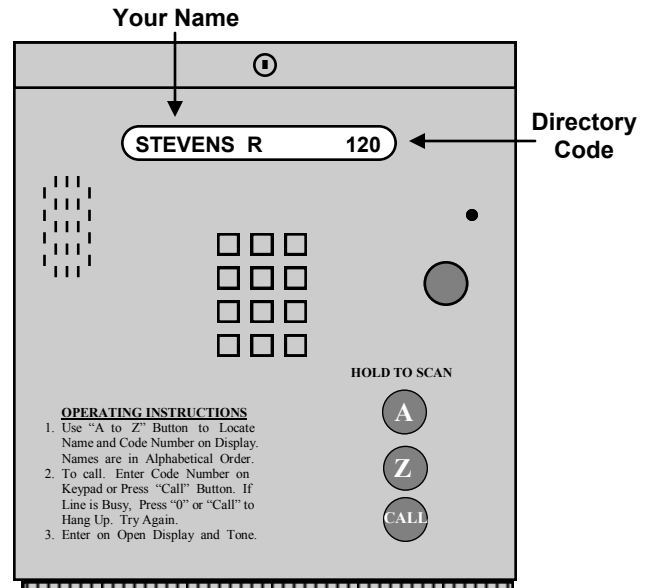 Your Name
STEVENS R 120
Directory
Code
HOLD TO SCAN
A
Z
CALL
OPERATING INSTRUCTIONS
1. Use “A to Z” Button to Locate
Name and Code Number on Display.
Names are in Alphabetical Order.
2. To call. Enter Code Number on
Keypad or Press “Call” Button. If
Line is Busy, Press “0” or “Call” to
Hang Up. Try Again.
3. Enter on Open Display and Tone.